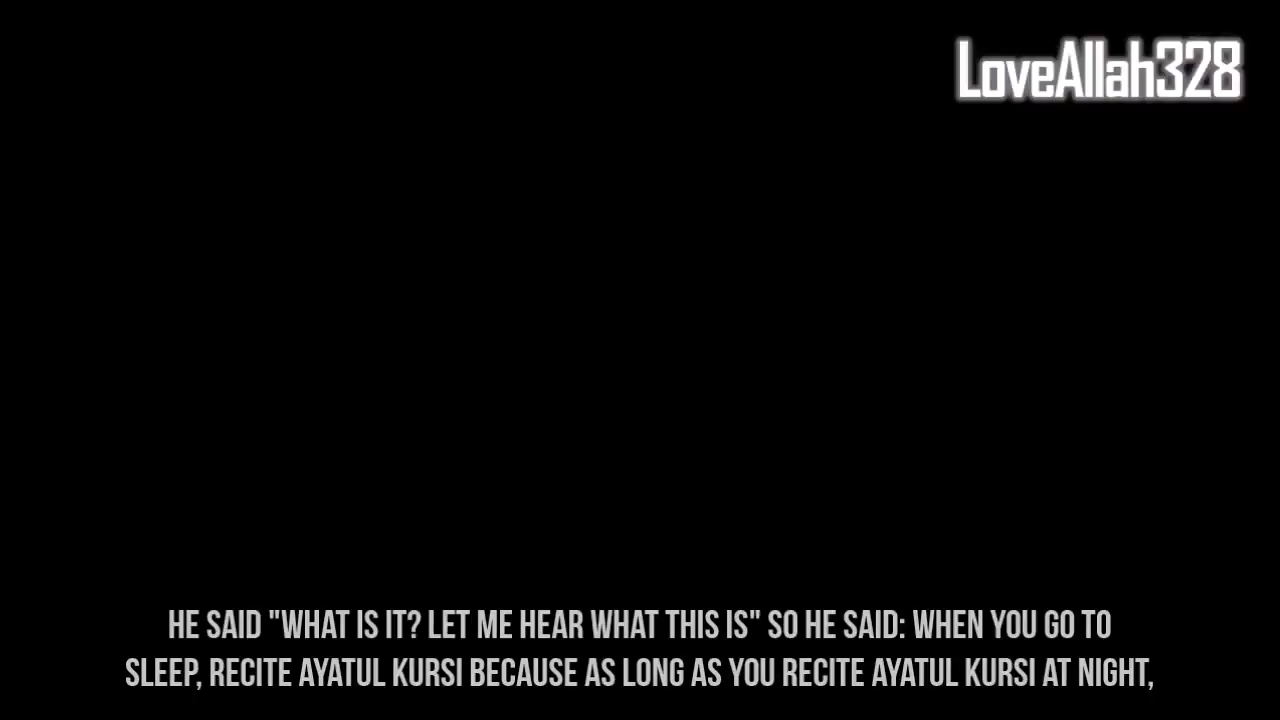 LoveAllah328
HE SAID "WHAT IS IT? LET ME HEAR WHAT THIS IS" SO HE SAID: WHEN YOU GO TO
SLEEP, RECITE AYATUL KURSI BECAUSE AS LONG AS YOU RECITE AYATUL KURSI AT NIGHT,